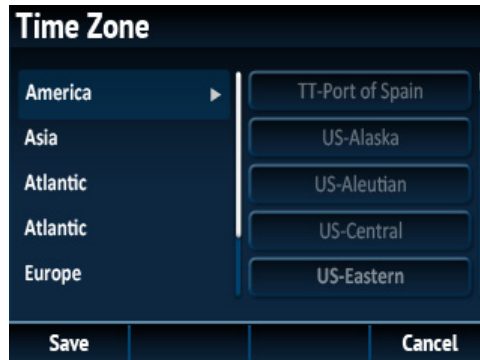 Time Zone
America
Asia
Atlantic
Atlantic
Europe
TT-Port of Spain
US-Alaska
US-Aleutian
US-Central
US-Eastern
Save
Cancel